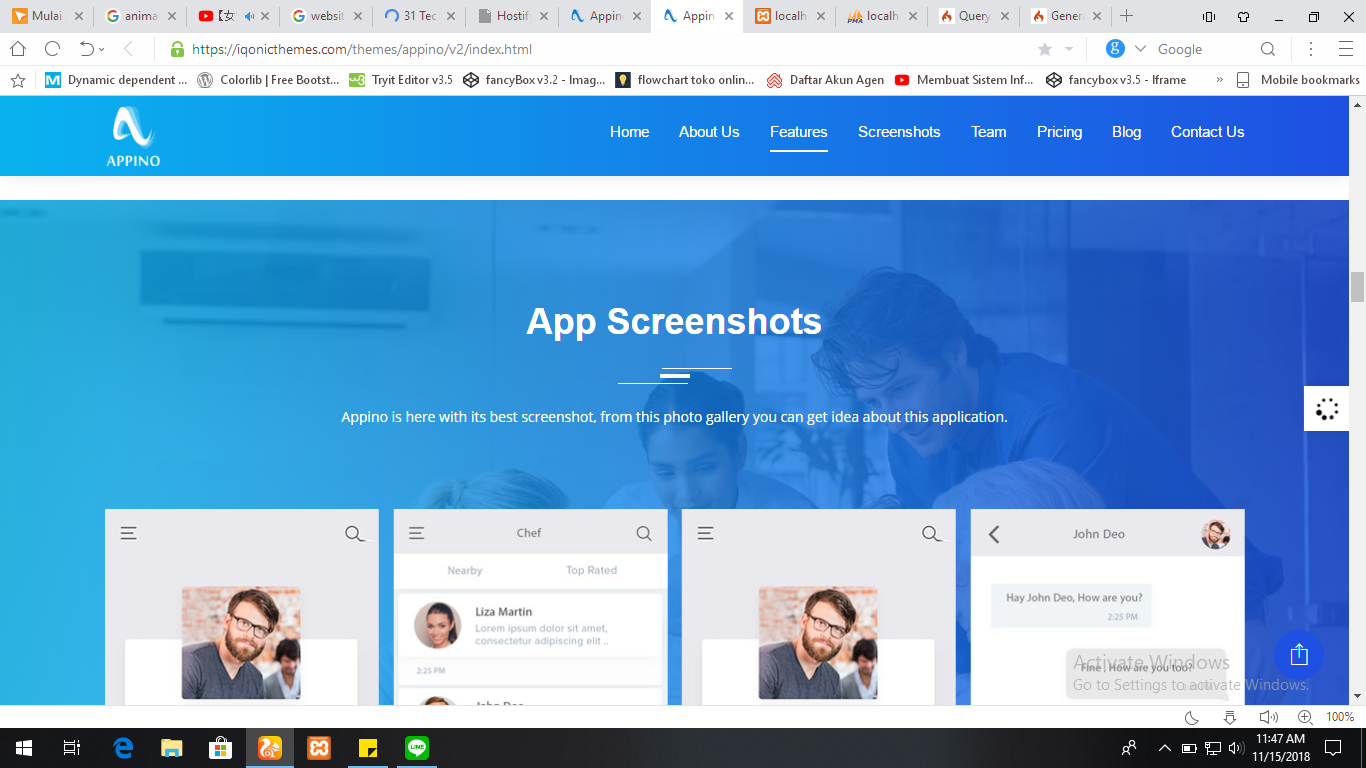 Mulai
anima
【女
websit
31 Tec
Hostifi
Appin
Appin
localh
localh
Query
Gener
https://iqonicthemes.com/themes/appino/v2/index.html
Google
Dynamic dependent ...
Colorlib | Free Bootst...
Tryit Editor v3.5
fancyBox v3.2 - Imag...
flowchart toko onlin...
Daftar Akun Agen
Membuat Sistem Inf...
fancybox v3.5 - Iframe
»
Mobile bookmarks
APPINO
Home
About Us
Features
Screenshots
Team
Pricing
Blog
Contact Us
App Screenshots
Appino is here with its best screenshot, from this photo gallery you can get idea about this application.
Chef
Nearby
Top Rated
Liza Martin
Lorem ipsum dolor sit amet,
consectetur adipiscing elit ..
2:25 PM
John Deo
John Deo
Hay John Deo, How are you?
2:25 PM
Fine , How are you too?
Activate Windows
Go to Settings to activate Windows.
100%
LINE
11:47 AM
11/15/2018